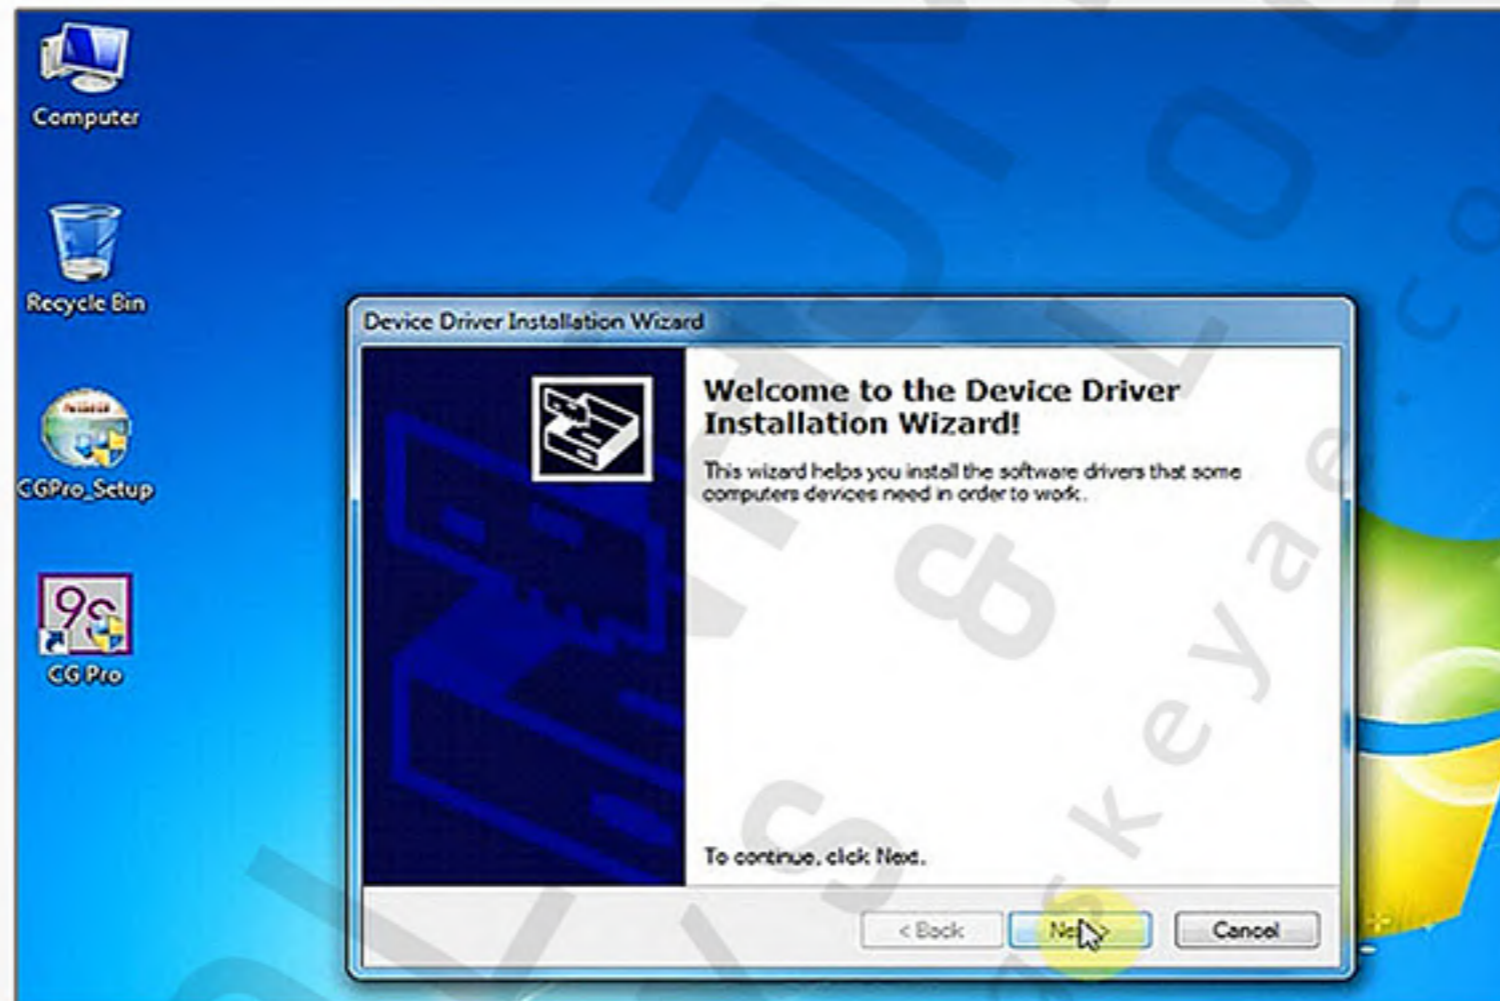 Computer
Recycle Bin
CGPro_Setup
9S
CG Pro
Device Driver Installation Wizard
Welcome to the Device Driver
Installation Wizard!
This wizard helps you install the software drivers that some
computers devices need in order to work.
To continue, click Next.
< Back
Cancel